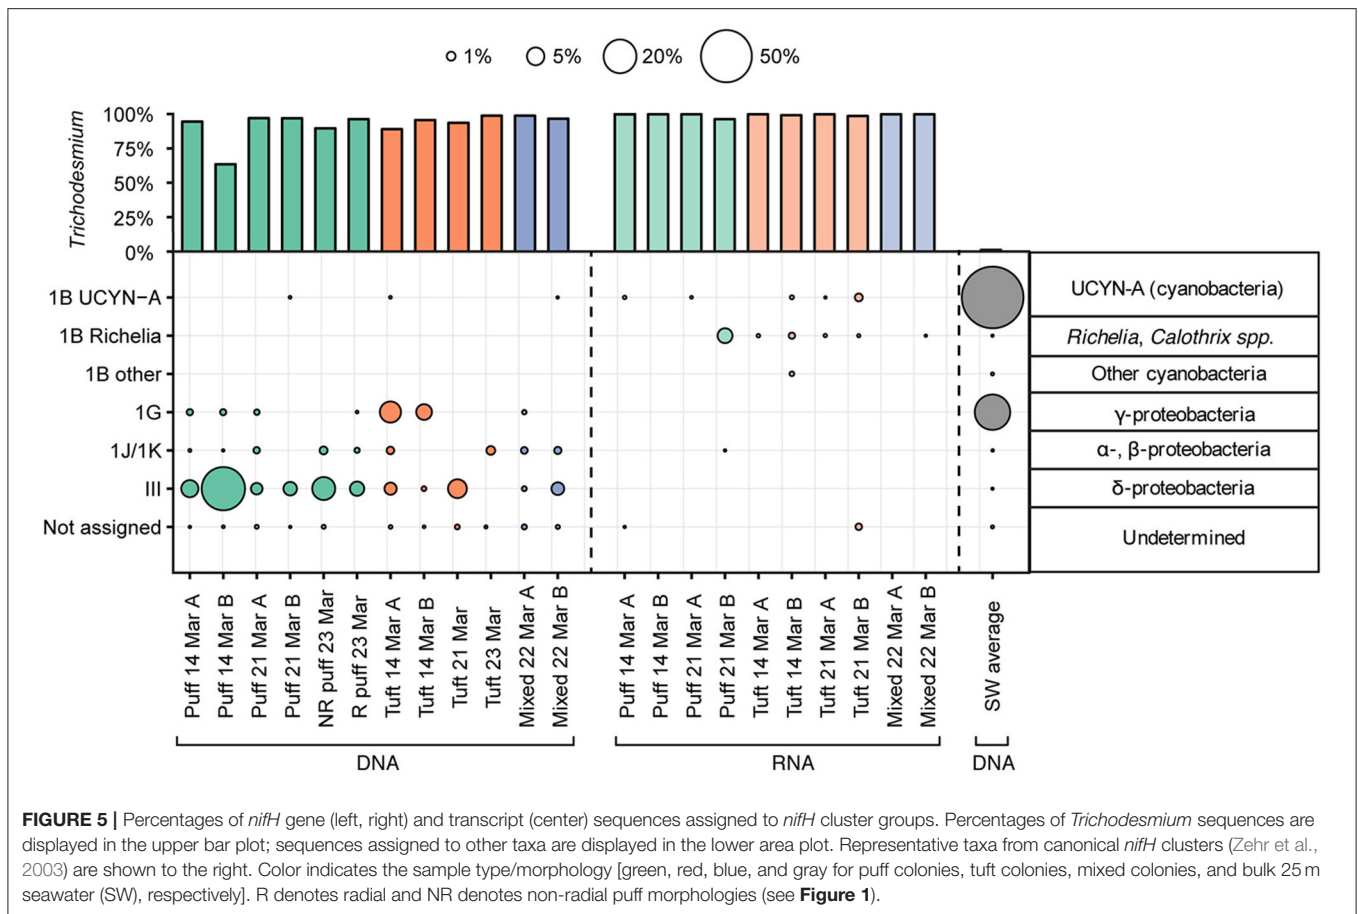 1% 5% 20% 50%
100%
75%
50%
25%
0%
Trichodesmium
1B UCYN−A
1B Richelia
1B other
1G
1J/1K
III
Not assigned
UCYN-A (cyanobacteria)
Richelia, Calothrix spp.
Other cyanobacteria
γ-proteobacteria
α-, β-proteobacteria
δ-proteobacteria
Undetermined
Puff 14 Mar A
Puff 14 Mar B
Puff 21 Mar A
Puff 21 Mar B
NR puff 23 Mar
R puff 23 Mar
Tuft 14 Mar A
Tuft 14 Mar B
Tuft 21 Mar
Tuft 23 Mar
Mixed 22 Mar A
Mixed 22 Mar B
Puff 14 Mar A
Puff 14 Mar B
Puff 21 Mar A
Puff 21 Mar B
Tuft 14 Mar A
Tuft 14 Mar B
Tuft 21 Mar A
Tuft 21 Mar B
Mixed 22 Mar A
Mixed 22 Mar B
SW average
DNA RNA DNA
FIGURE 5 | Percentages of nifH gene (left, right) and transcript (center) sequences assigned to nifH cluster groups. Percentages of Trichodesmium sequences are
displayed in the upper bar plot; sequences assigned to other taxa are displayed in the lower area plot. Representative taxa from canonical nifH clusters (Zehr et al.,
2003) are shown to the right. Color indicates the sample type/morphology [green, red, blue, and gray for puff colonies, tuft colonies, mixed colonies, and bulk 25 m
seawater (SW), respectively]. R denotes radial and NR denotes non-radial puff morphologies (see Figure 1).